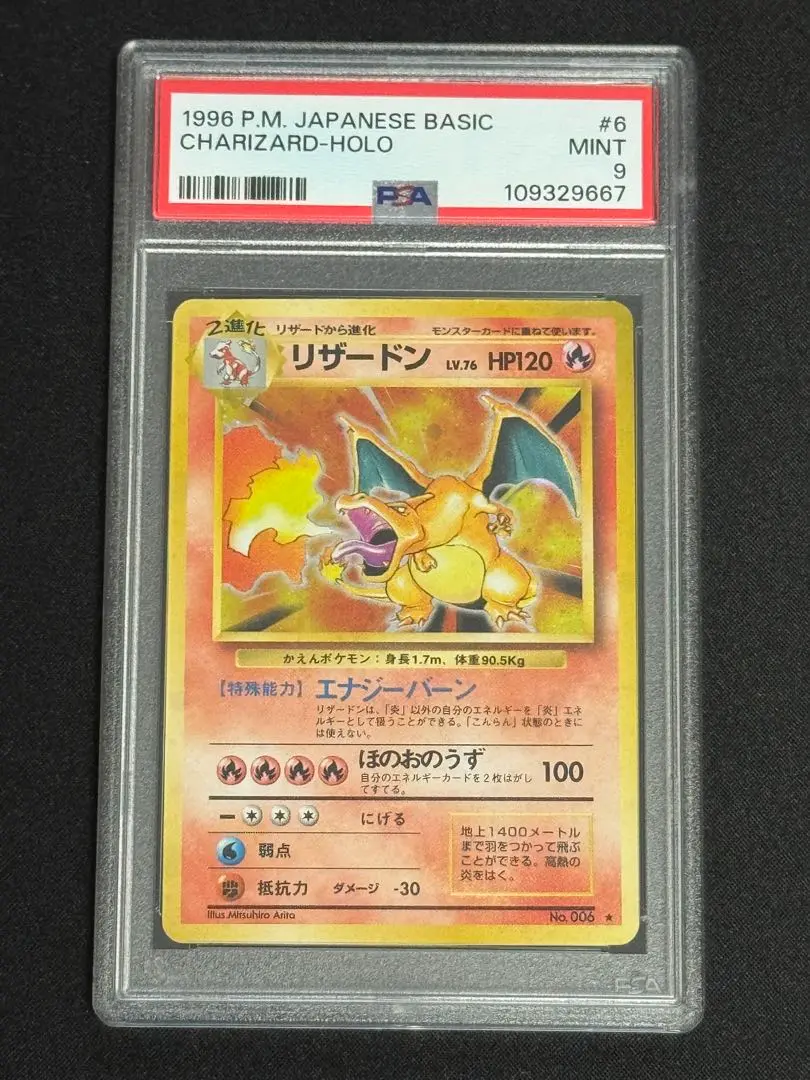 1996 P.M. JAPANESE BASIC #6
CHARIZARD-HOLO MINT
9
PSA 109329667
2進化 リザードから進化 モンスターカードに重ねて使います。
リザードン LV.76 HP120
かえんポケモン：身長1.7m、体重90.5Kg
【特殊能力】エナジーバーン
リザードンは、「炎」以外の自分のエネルギーを「炎」エネ
ルギーとして扱うことができる。「こんらん」状態のときに
は使えない。
ほのおのうず 100
自分のエネルギーカードを2枚はがし
てすてる。
ー にげる
弱点
抵抗力 ダメージ -30
地上1400メートル
まで羽をつかって飛ぶ
ことができる。高熱の
炎をはく。
Illus.Mitsuhiro Arita No. 006 ★
PSA